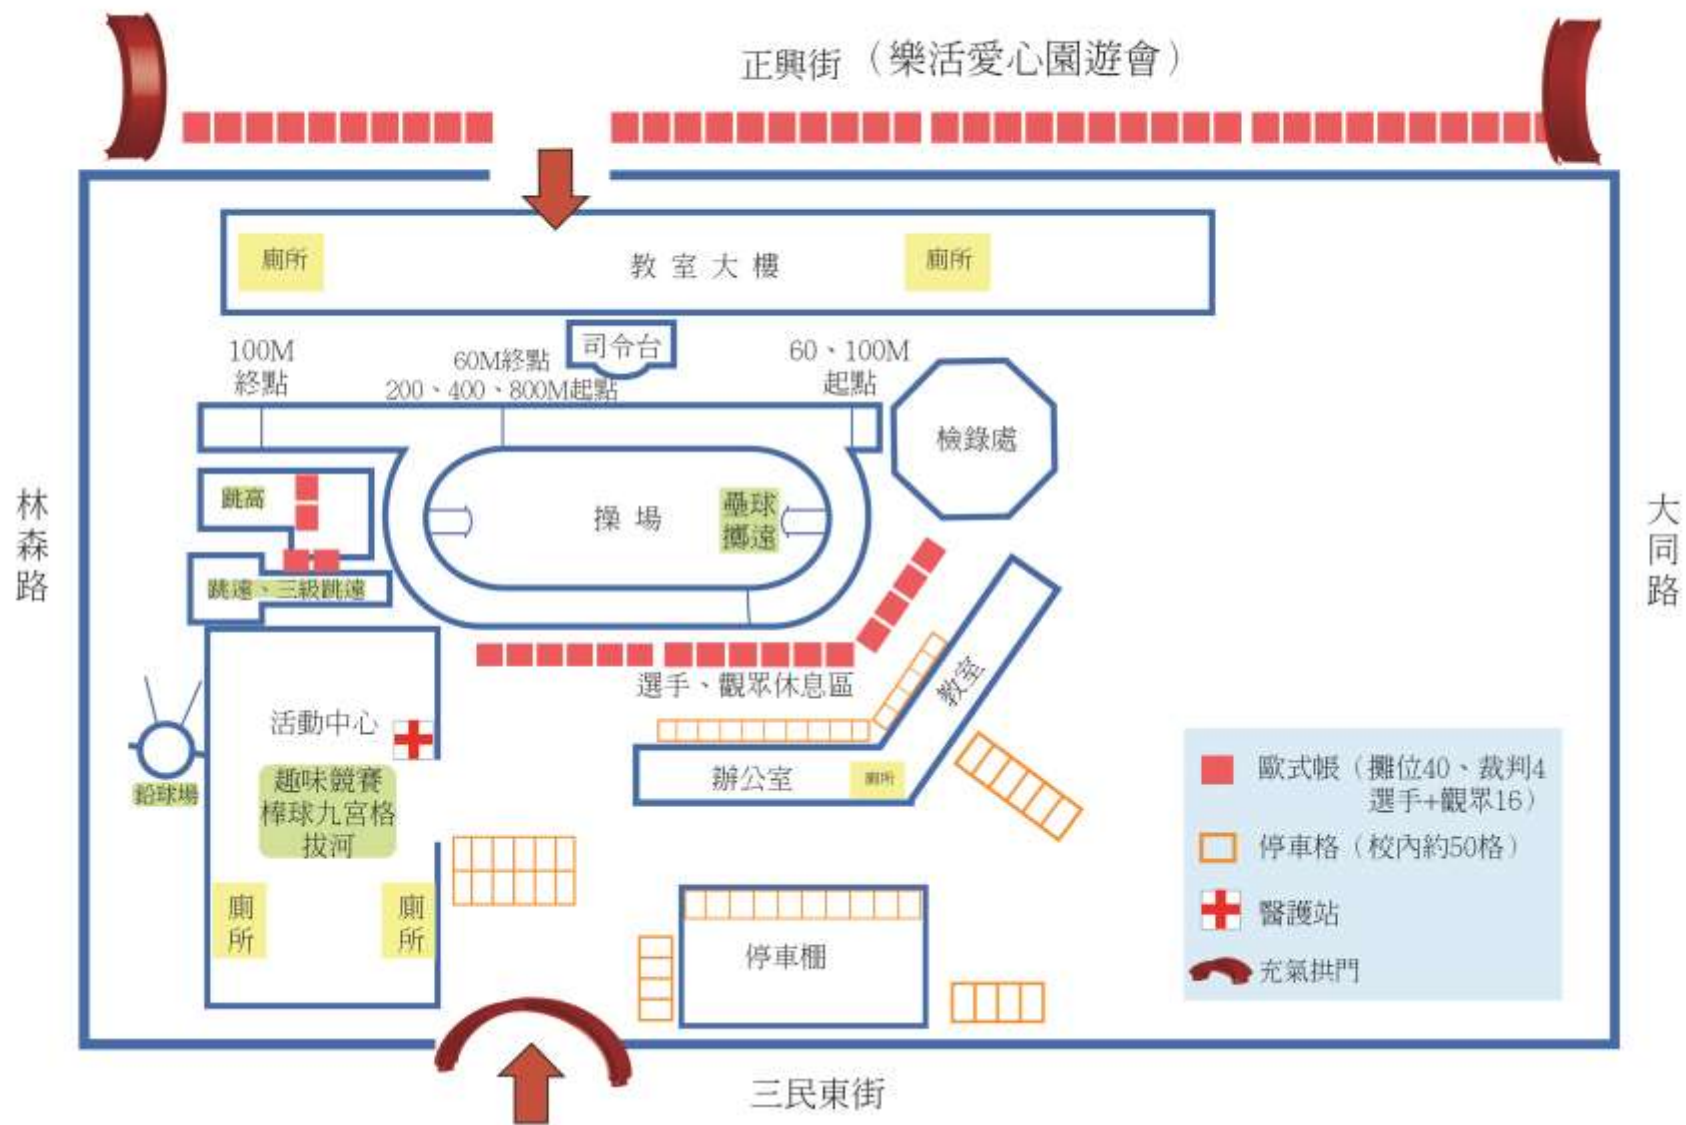 正興街（樂活愛心園遊會）
廁所
教室大樓
廁所
司令台
100M
終點
60M終點
200、400、800M起點
60、100M
起點
檢錄處
跳高
操場
壘球
擲遠
跳遠、三級跳遠
林森路
大同路
選手、觀眾休息區
教室
活動中心
辦公室
廁所
鉛球場
趣味競賽
棒球九宮格
拔河
廁所
廁所
停車棚
歐式帳（攤位40、裁判4
選手+觀眾16）
停車格（校內約50格）
醫護站
充氣拱門
三民東街